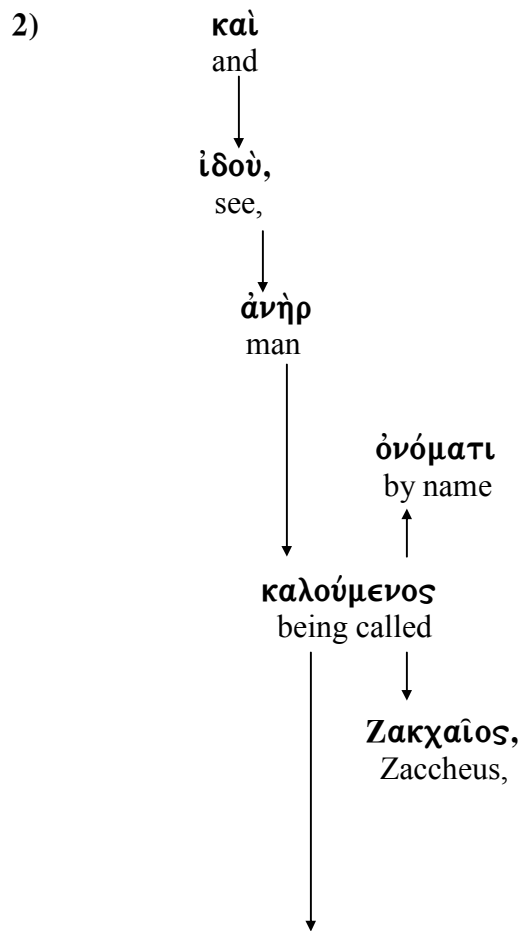 2) καὶ
and
ἰδοὺ,
see,
ἀνὴρ
man
ὀνόματι
by name
καλούμενος
being called
Ζακχαῖος,
Zaccheus,